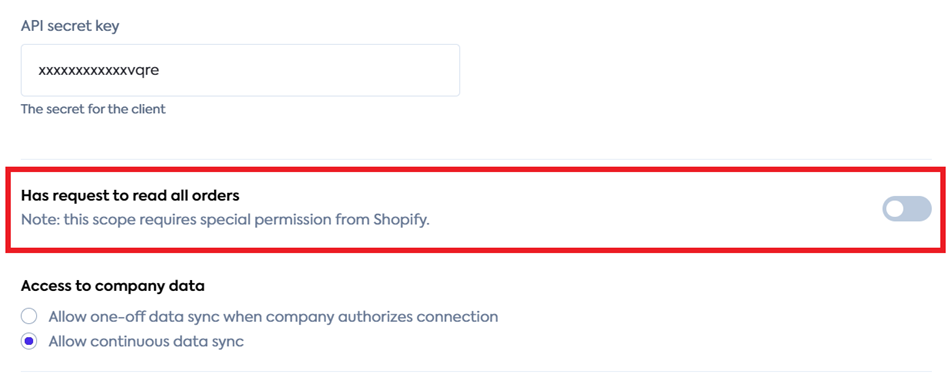 API secret key
xxxxxxxxxxxxvqre
The secret for the client
Has request to read all orders
Note: this scope requires special permission from Shopify.
Access to company data
Allow one-off data sync when company authorizes connection
Allow continuous data sync